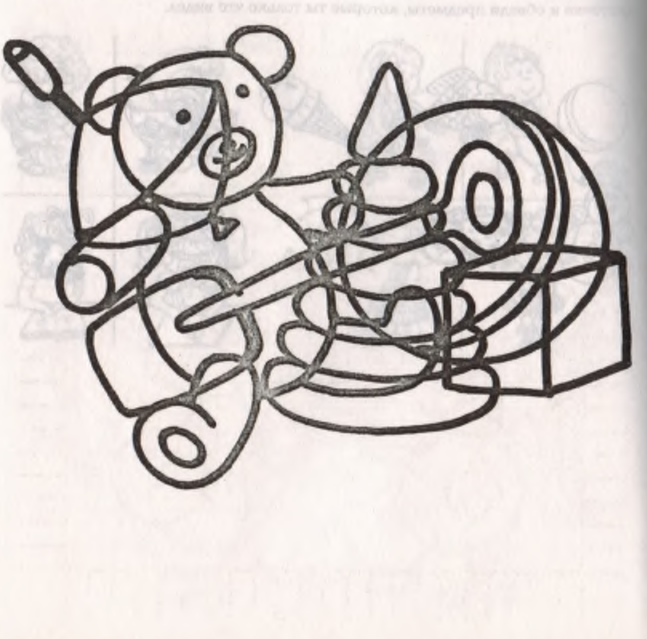 и обведи предметы, которые ты только что видел.